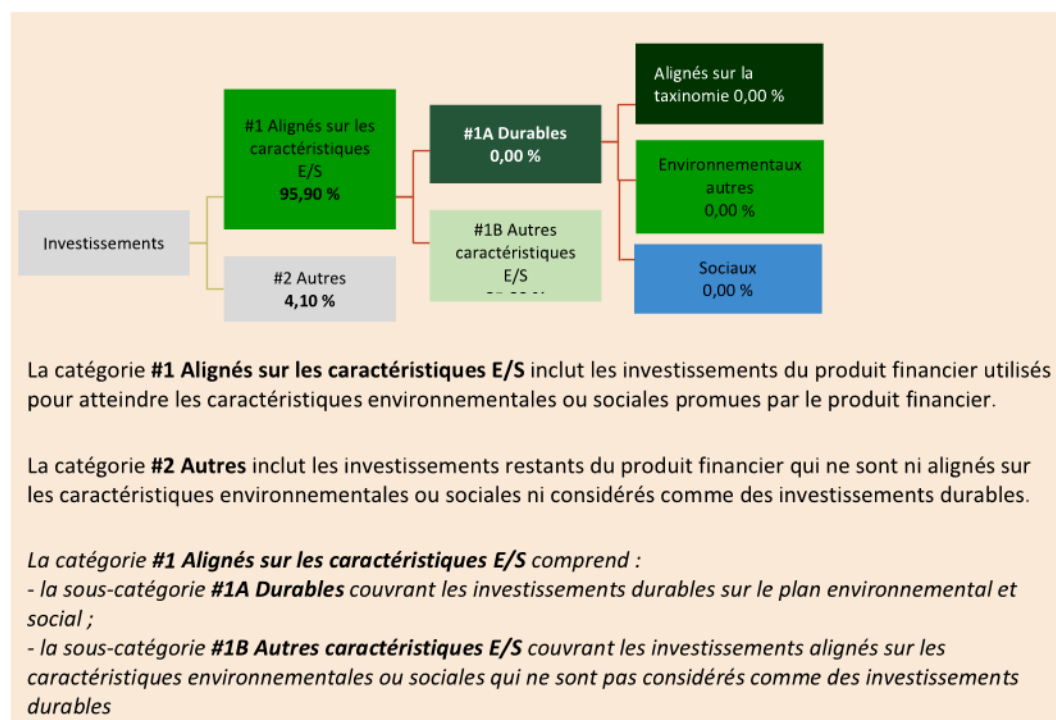 Investissements
#1 Alignés sur les
caractéristiques
E/S
95,90 %
#2 Autres
4,10 %
#1A Durables
0,00 %
#1B Autres
caractéristiques
E/S
Alignés sur la
taxinomie 0,00 %
Environnementaux
autres
0,00 %
Sociaux
0,00 %
La catégorie #1 Alignés sur les caractéristiques E/S inclut les investissements du produit financier utilisés
pour atteindre les caractéristiques environnementales ou sociales promues par le produit financier.
La catégorie #2 Autres inclut les investissements restants du produit financier qui ne sont ni alignés sur
les caractéristiques environnementales ou sociales ni considérés comme des investissements durables.
La catégorie #1 Alignés sur les caractéristiques E/S comprend :
- la sous-catégorie #1A Durables couvrant les investissements durables sur le plan environnemental et
social ;
- la sous-catégorie #1B Autres caractéristiques E/S couvrant les investissements alignés sur les
caractéristiques environnementales ou sociales qui ne sont pas considérés comme des investissements
durables